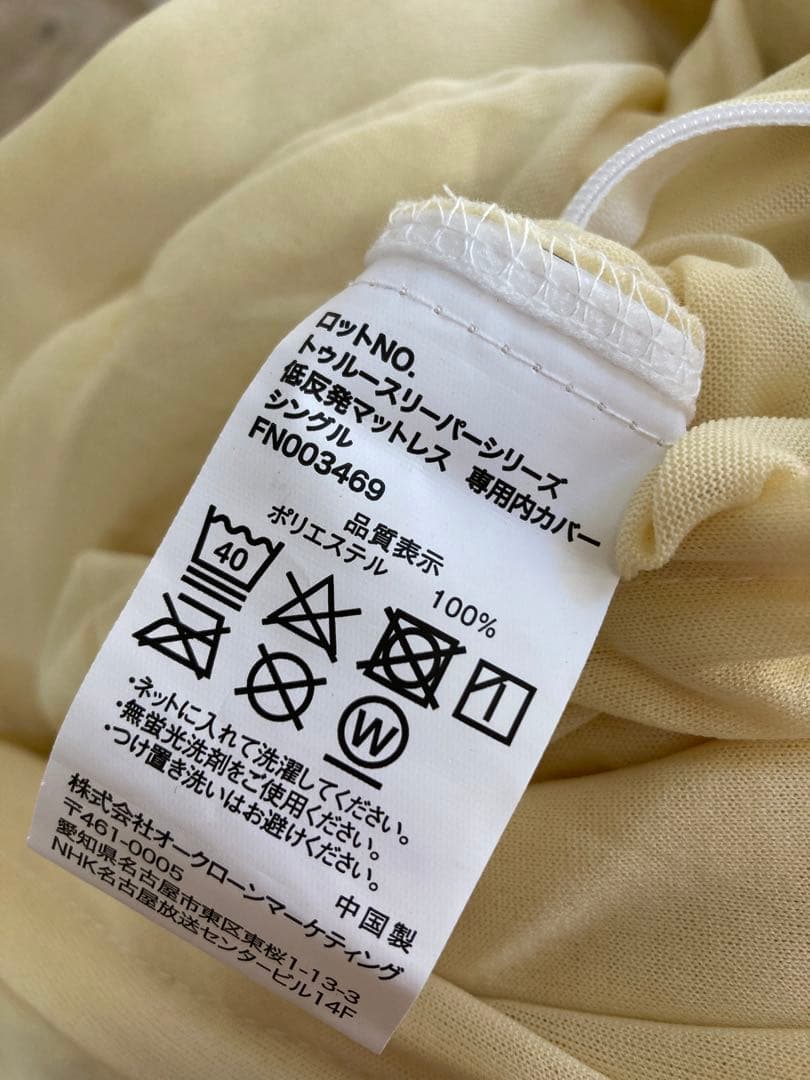 ロットNO.
トゥルースリーパーシリーズ
低反発マットレス 専用内カバー
シングル
FN003469
品質表示
ポリエステル 100%
40
W
・ネットに入れて洗濯してください。
・無蛍光洗剤をご使用ください。
・つけ置き洗いはお避けください。
中国製
株式会社オークローンマーケティング
〒461-0005
愛知県名古屋市東区東桜1-13-3
NHK名古屋放送センタービル14F